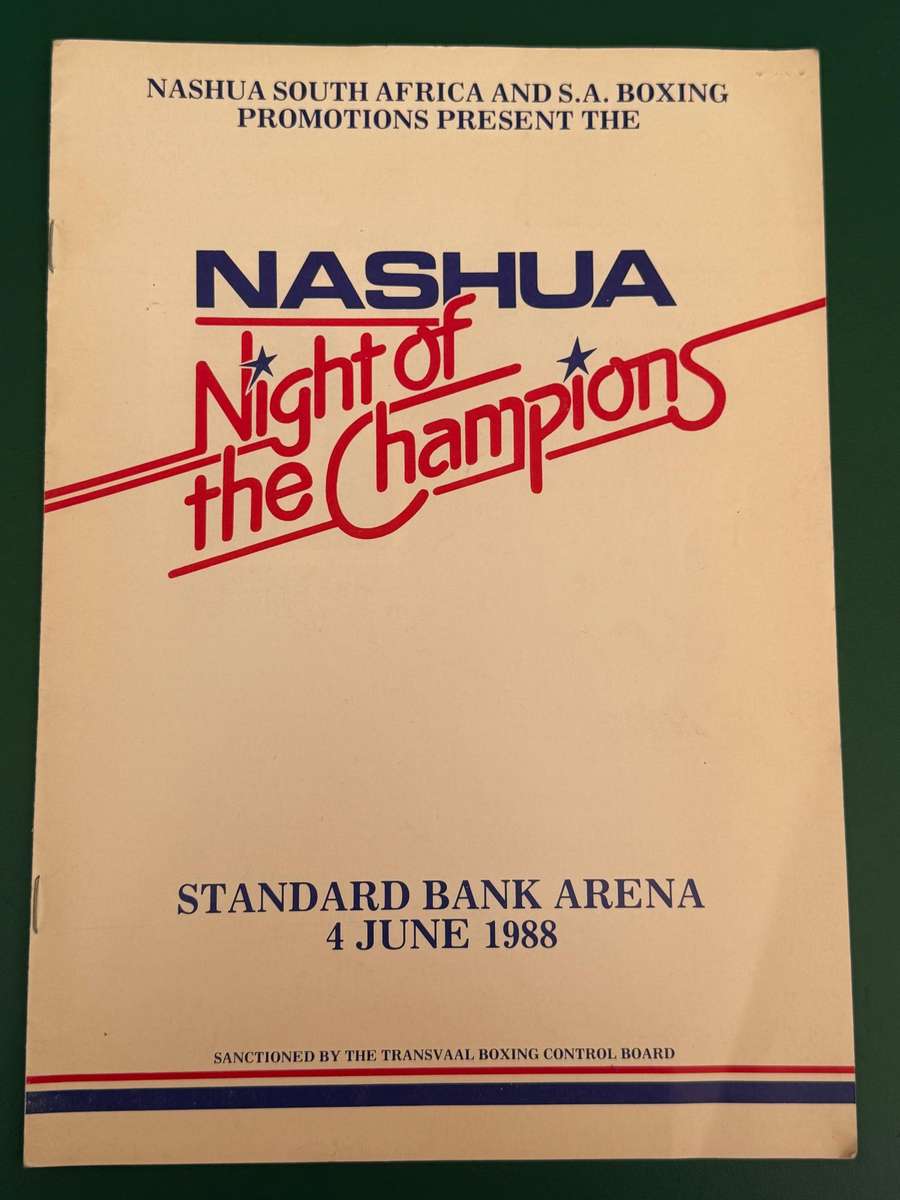 NASHUA SOUTH AFRICA AND S.A. BOXING
PROMOTIONS PRESENT THE
NASHUA
Night of
the Champions
STANDARD BANK ARENA
4 JUNE 1988
SANCTIONED BY THE TRANSVAAL BOXING CONTROL BOARD